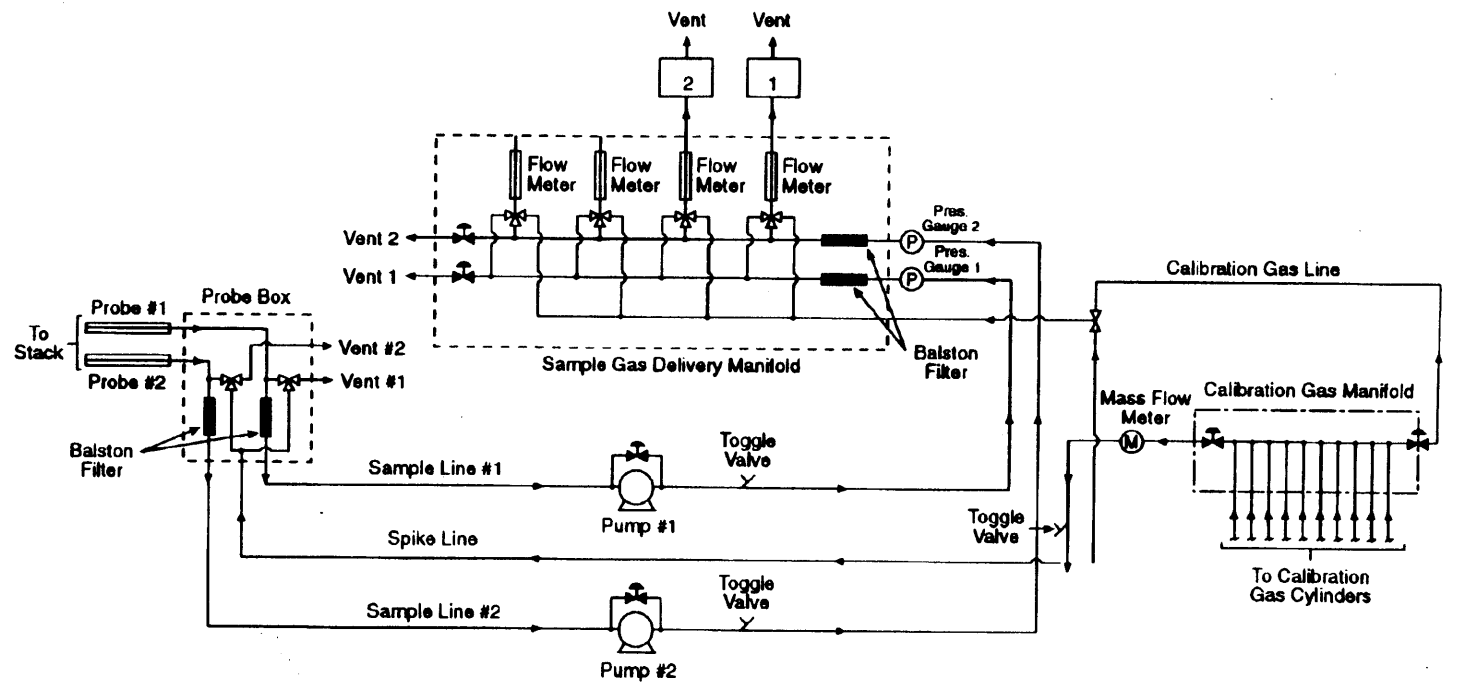 Vent
Vent
2
1
Flow
Meter
Flow
Meter
Flow
Meter
Flow
Meter
Pres.
Gauge 2
Vent 2
P
Pres.
Gauge 1
Vent 1
P
Calibration Gas Line
Probe Box
Probe #1
To
Stack
Vent #2
Probe #2
Vent #1
Sample Gas Delivery Manifold
Balston
Filter
Calibration Gas Manifold
Mass Flow
Meter
M
Balston
Filter
Sample Line #1
Toggle
Valve
Pump #1
Toggle
Valve
Spike Line
To Calibration
Gas Cylinders
Sample Line #2
Toggle
Valve
Pump #2